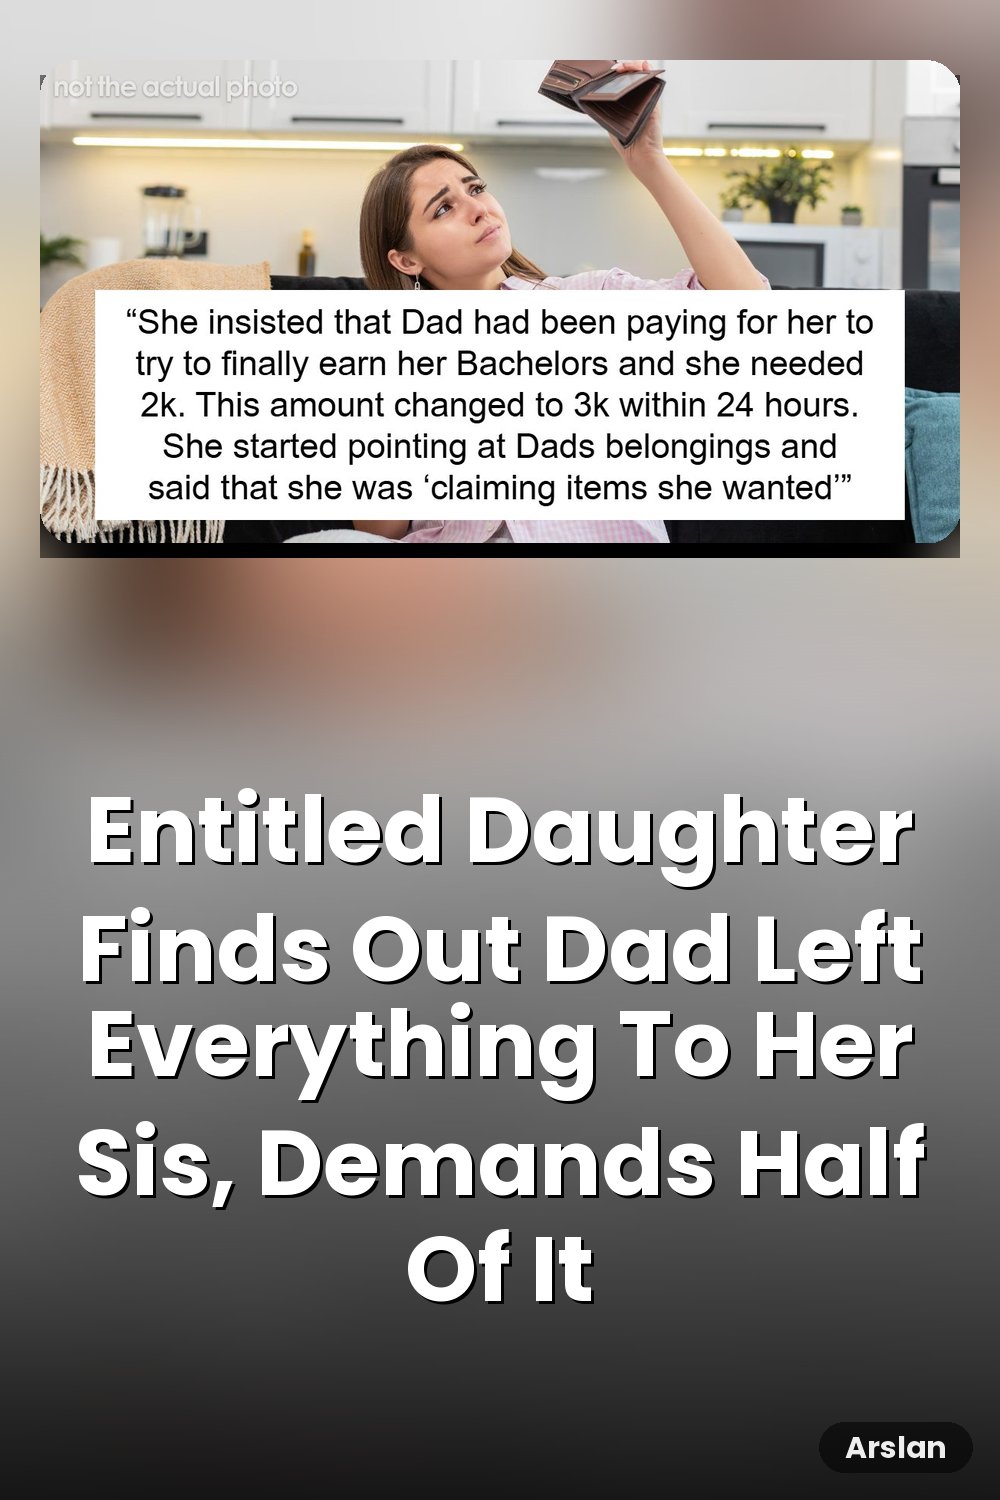 not the actual photo
“She insisted that Dad had been paying for her to
try to finally earn her Bachelors and she needed
2k. This amount changed to 3k within 24 hours.
She started pointing at Dads belongings and
said that she was ‘claiming items she wanted’”
Entitled Daughter
Finds Out Dad Left
Everything To Her
Sis, Demands Half
Of It
Arslan